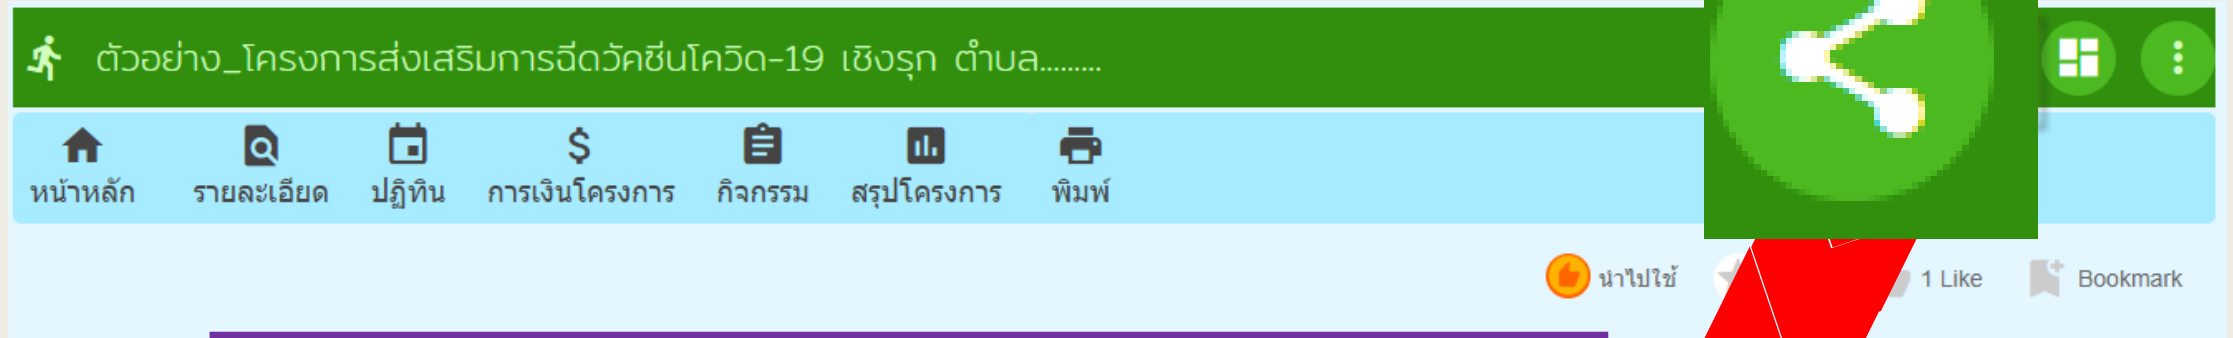 ตัวอย่าง_โครงการส่งเสริมการฉีดวัคซีนโควิด-19 เชิงรุก ตำบล.........
หน้าหลัก รายละเอียด ปฏิทิน การเงินโครงการ กิจกรรม สรุปโครงการ พิมพ์
นำไปใช้ 1 Like Bookmark